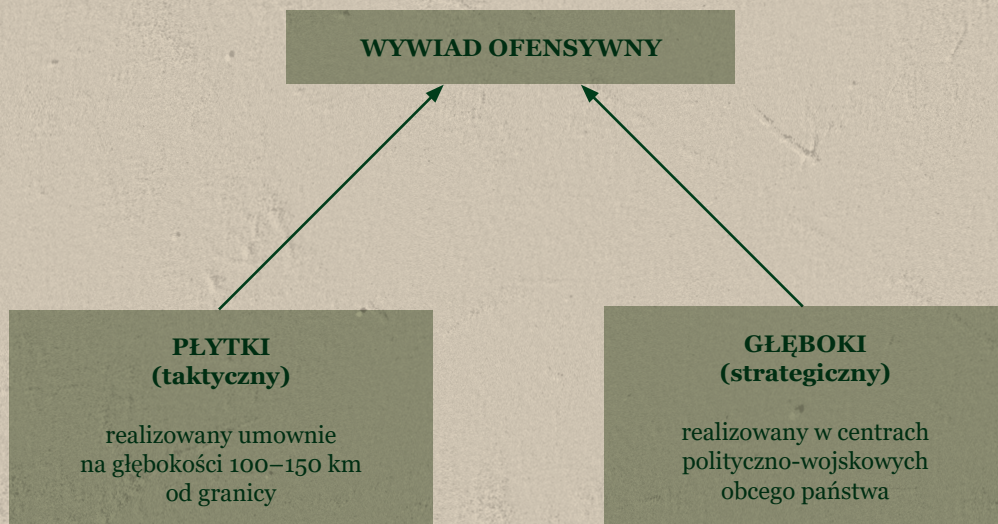 WYWIAD OFENSYWNY
PŁYTKI
(taktyczny)
realizowany umownie
na głębokości 100–150 km
od granicy
GŁĘBOKI
(strategiczny)
realizowany w centrach
polityczno-wojskowych
obcego państwa